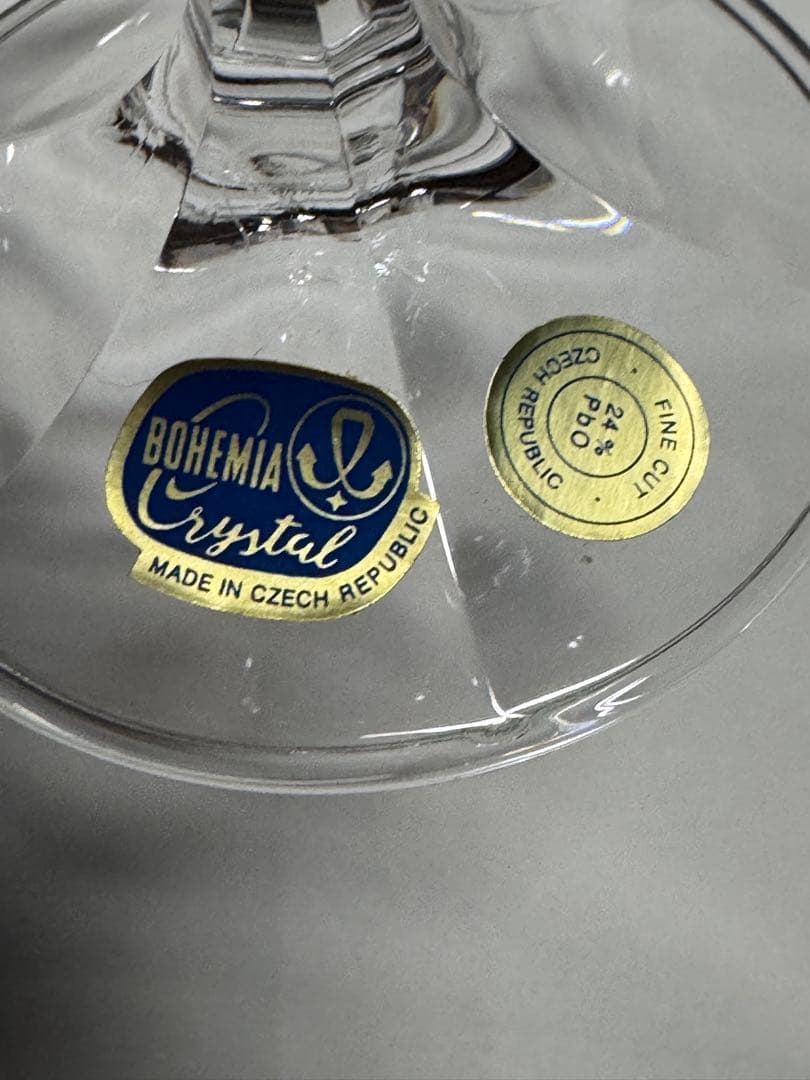 BOHEMIA
Crystal
MADE IN CZECH REPUBLIC
FINE CUT
CZECH REPUBLIC
24%
PbO